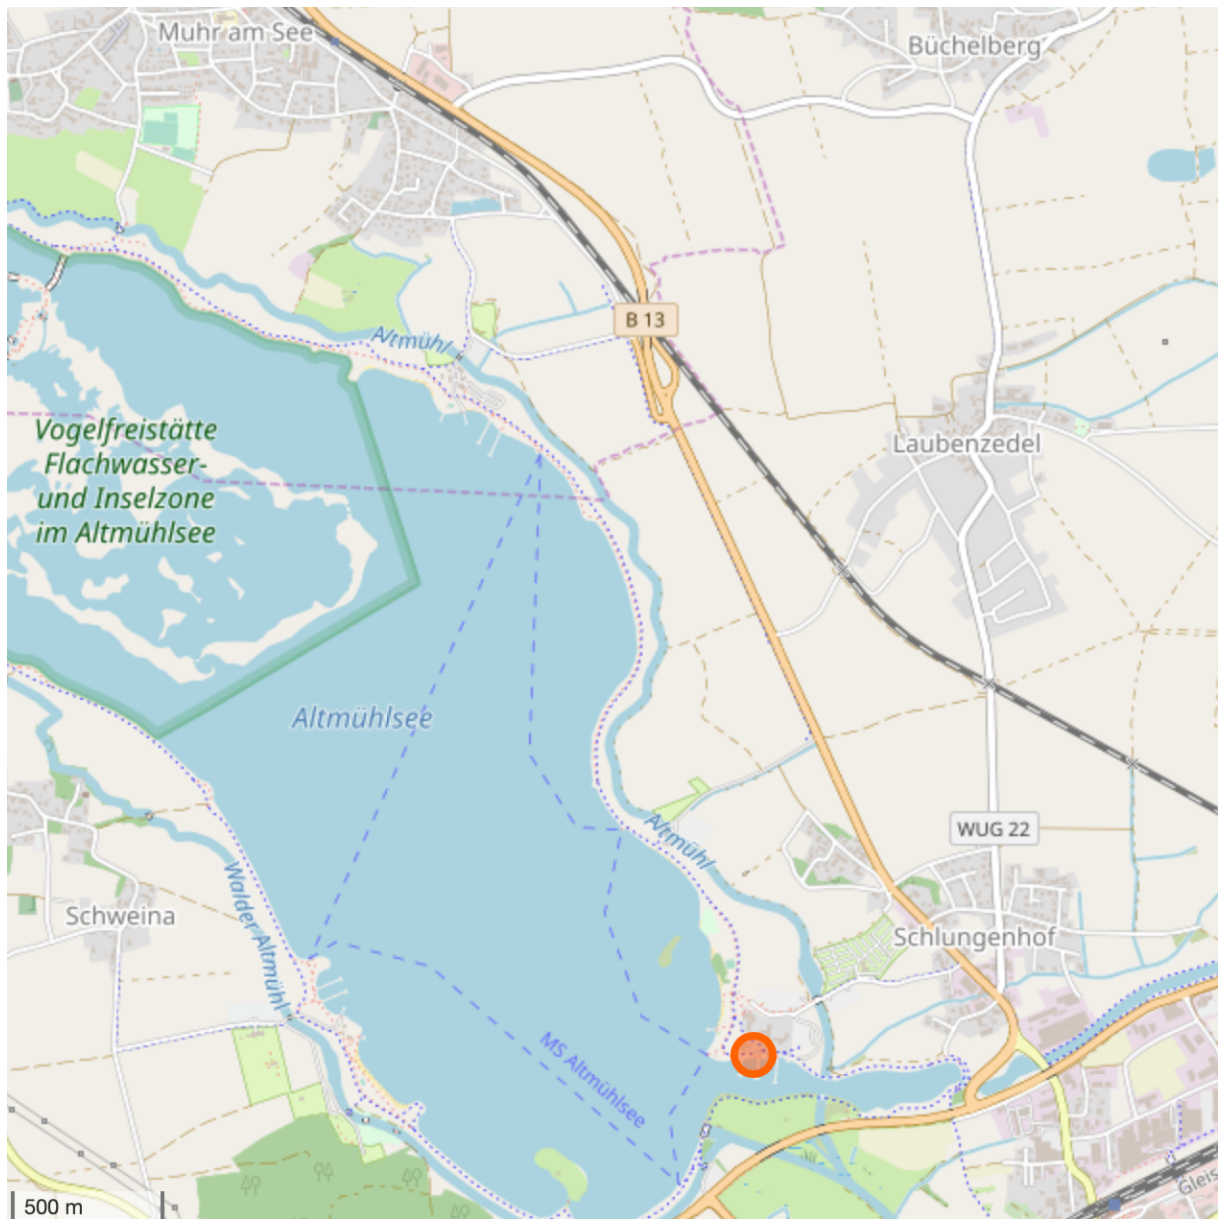 Muhr am See
Büchelberg
B 13
Altmühl
Vogelfreistätte
Flachwasser-
und Inselzone
im Altmühlsee
Laubenzedel
Altmühlsee
WUG 22
Altmühl
Walder Altmühl
Schweina
Schlungenhof
MS Altmühlsee
500 m
Gleis